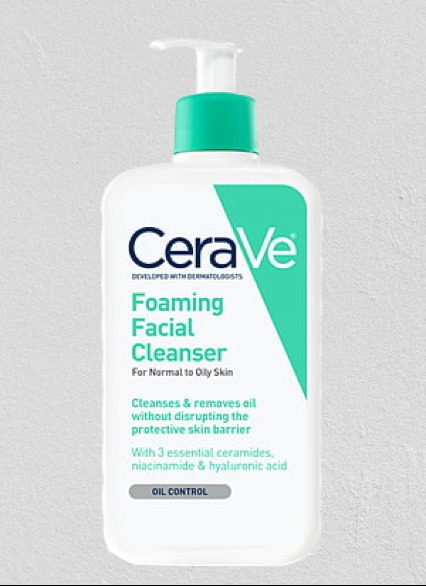 CeraVe®
DEVELOPED WITH DERMATOLOGISTS
Foaming
Facial
Cleanser
For Normal to Oily Skin
Cleanses & removes oil
without disrupting the
protective skin barrier
With 3 essential ceramides,
niacinamide & hyaluronic acid
OIL CONTROL